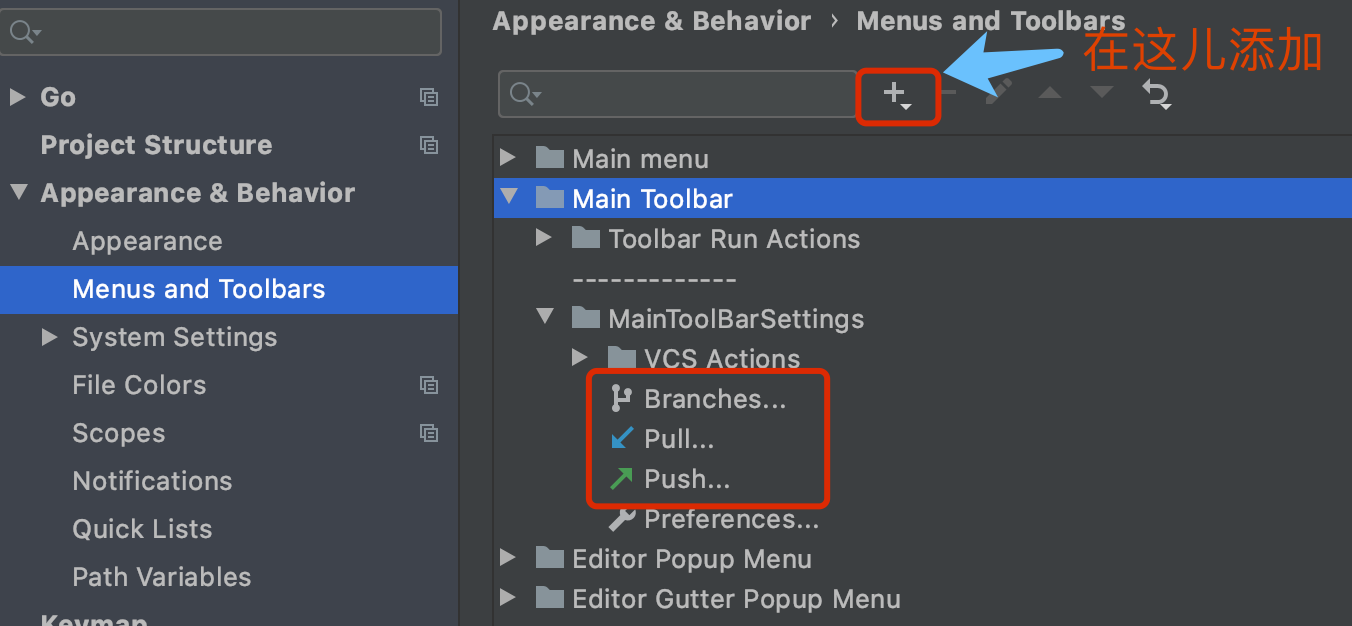 Appearance & Behavior › Menus and Toolbars
在这儿添加
Go
Project Structure
Appearance & Behavior
Appearance
Menus and Toolbars
System Settings
File Colors
Scopes
Notifications
Quick Lists
Path Variables
Keymap
Main menu
Main Toolbar
Toolbar Run Actions
-------------
MainToolBarSettings
VCS Actions
Branches...
Pull...
Push...
Preferences...
Editor Popup Menu
Editor Gutter Popup Menu